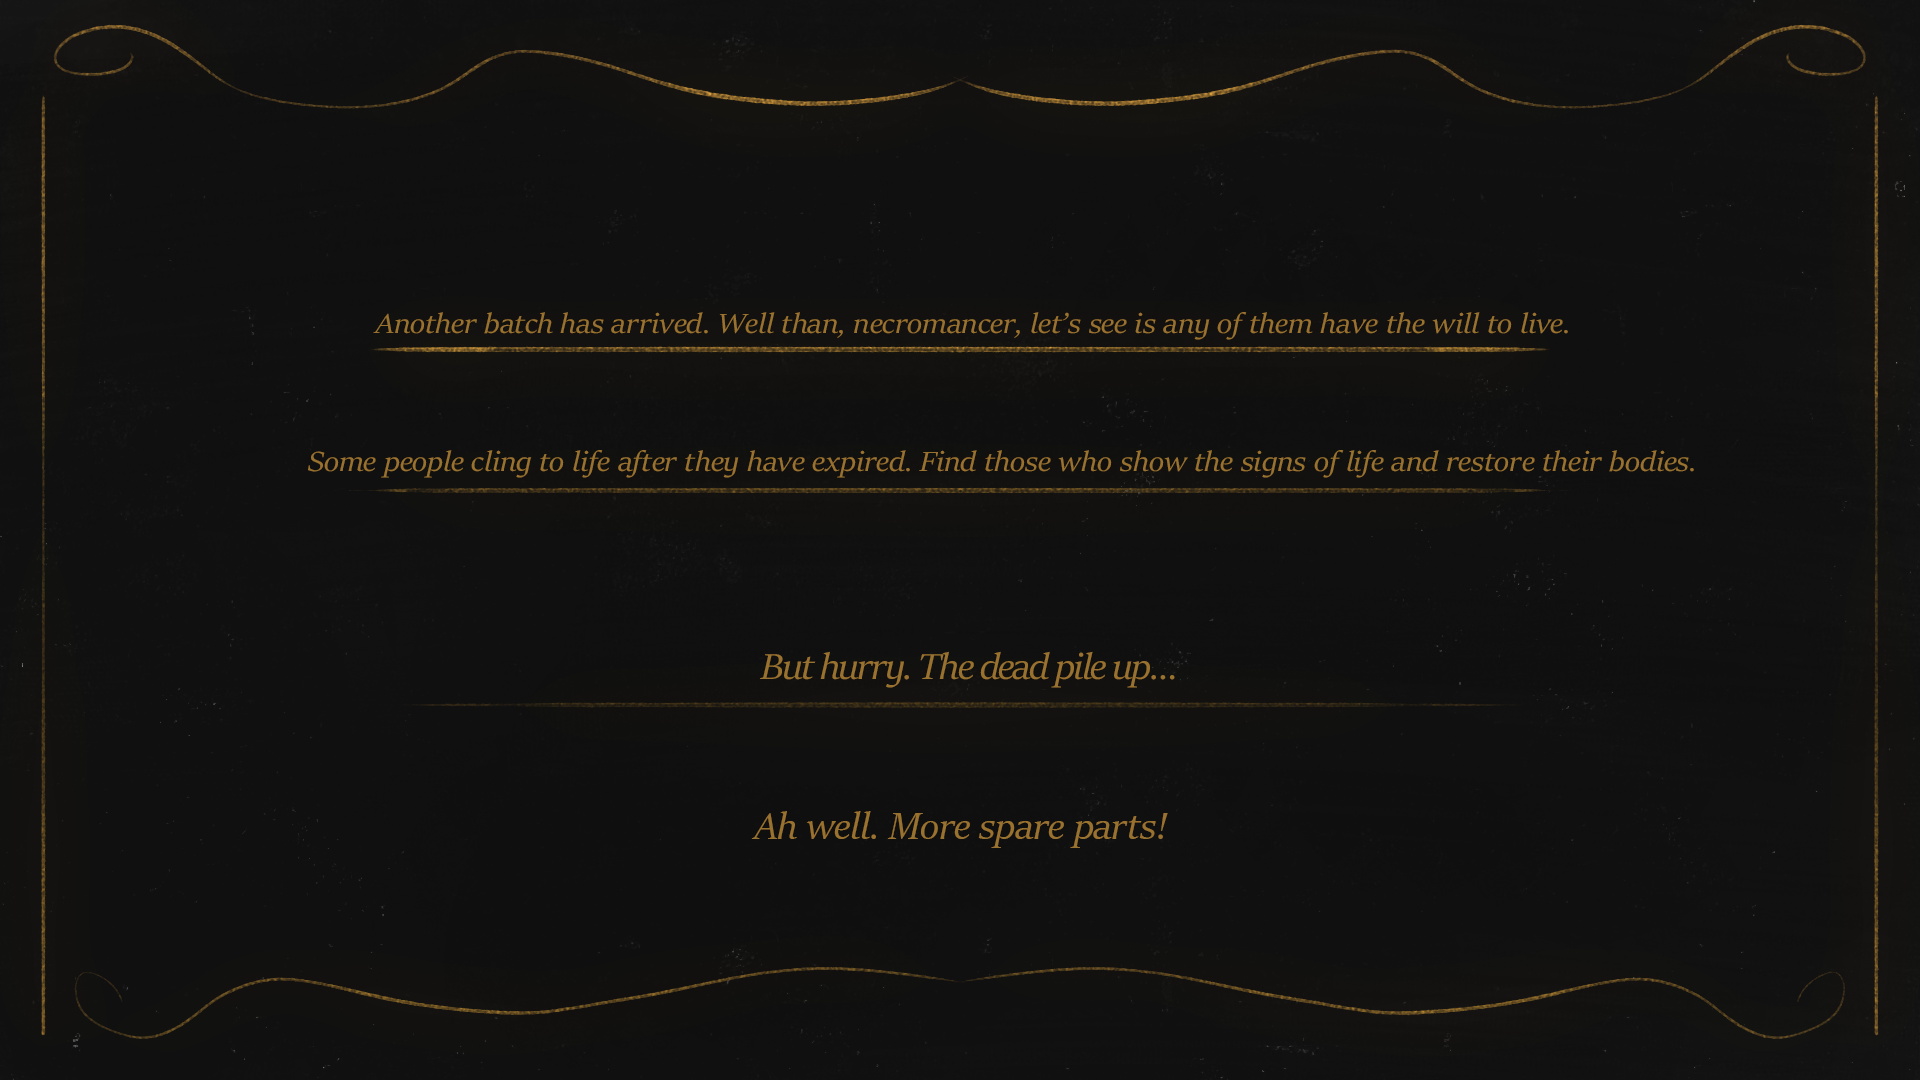 Another batch has arrived. Well than, necromancer, let’s see is any of them have the will to live.
Some people cling to life after they have expired. Find those who show the signs of life and restore their bodies.
But hurry. The dead pile up...
Ah well. More spare parts!